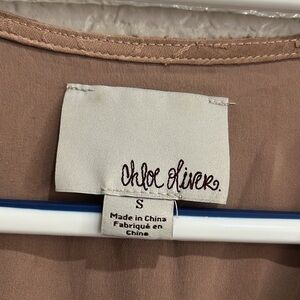 chloe oliver.
S
Made in China
Fabriqué en
Chine